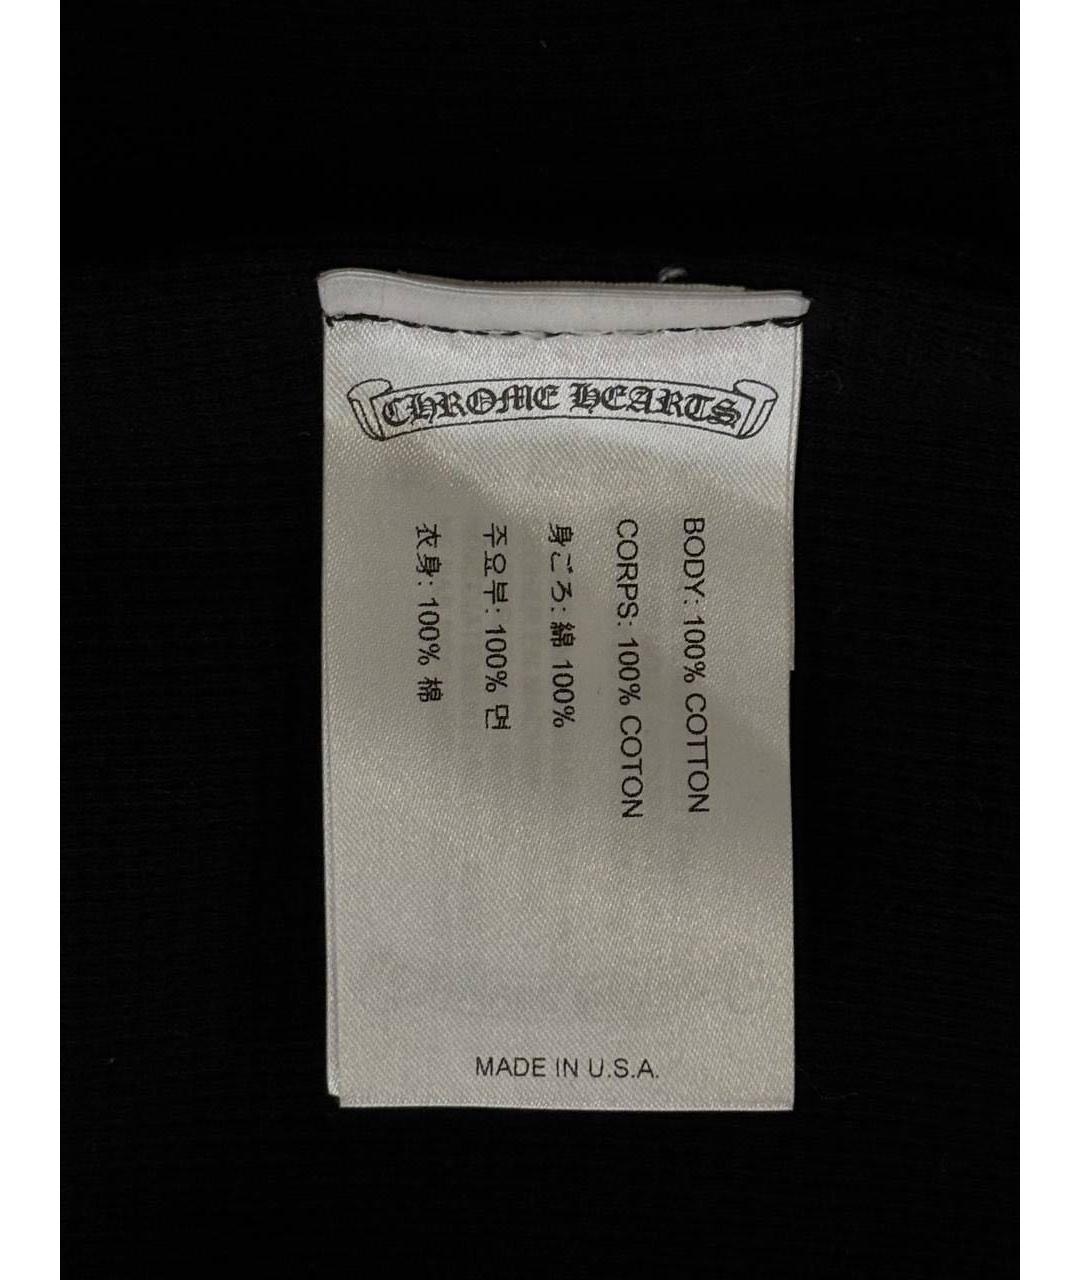 CHROME HEARTS
BODY: 100% COTTON
CORPS: 100% COTON
身ごろ: 綿 100%
주요부: 100% 면
衣身: 100% 棉
MADE IN U.S.A.